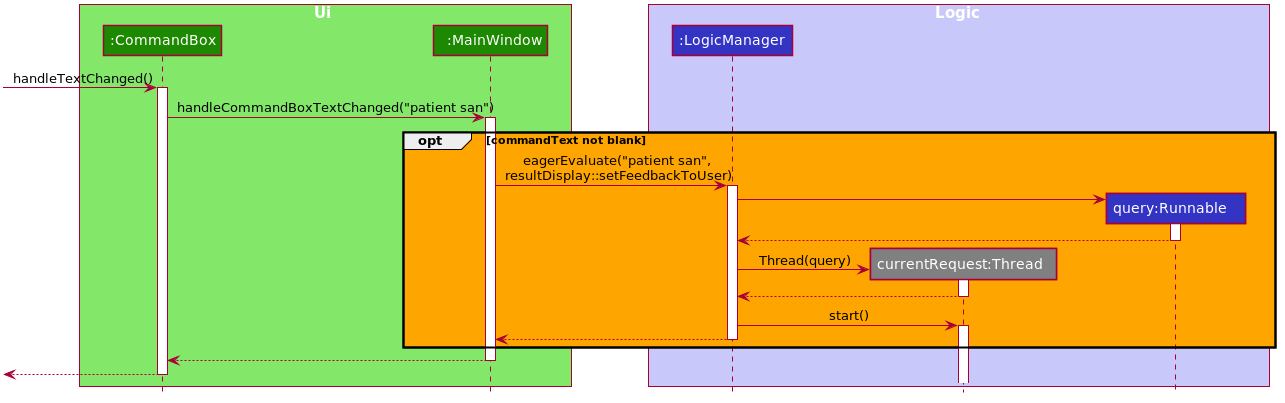 Ui
Logic
:CommandBox
:MainWindow
:LogicManager
handleTextChanged()
handleCommandBoxTextChanged("patient san")
opt
[commandText not blank]
eagerEvaluate("patient san",
resultDisplay::setFeedbackToUser)
query:Runnable
Thread(query)
currentRequest:Thread
start()